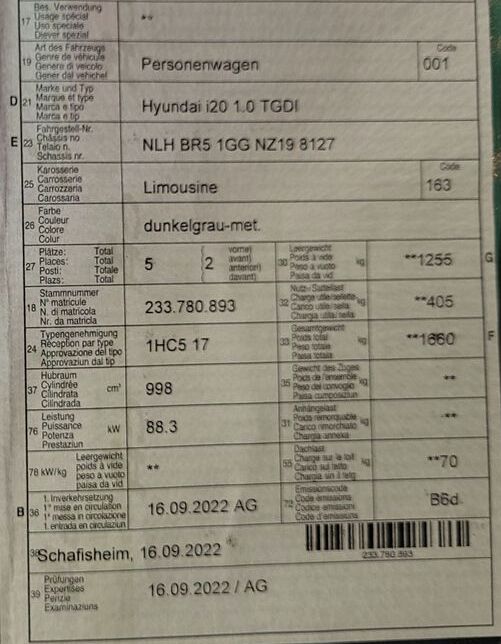 Bes. Verwendung
17 Usage spécial **
Uso speciale
Diever spezial
19 Art des Fahrzeugs Code
Genre de véhicule Personenwagen 001
Genere di veicolo
Gener dal vehichel
D 21 Marke und Typ
Marque et type Hyundai i20 1.0 TGDI
Marca e tipo
Marca e tip
E 23 Fahrgestell-Nr.
Châssis no NLH BR5 1GG NZ19 8127
Telaio n.
Schassis nr.
25 Karosserie Code
Carrosserie Limousine 163
Carrozzeria
Carossaria
26 Farbe
Couleur dunkelgrau-met.
Colore
Colur
27 Plätze: Total 5 (2 vorne) 30 Leergewicht kg **1255 G
Places: Total avant) Poids à vide
Posti: Totale anteriori) Peso a vuoto
Plazs: Total davant) Paisa da vid
18 Stammnummer 233.780.893 32 Nutz-/Sattellast kg **405
N° matricule Charge utile/sellette
N. di matricola Carico utile/sella
Nr. da matricla Chargia utila/sella
24 Typengenehmigung 1HC5 17 33 Gesamtgewicht kg **1660 F
Réception par type Poids total
Approvazione del tipo Peso totale
Approvaziun dal tip Paisa totala
37 Hubraum cm³ 998 35 Gewicht des Zuges kg **
Cylindrée Poids de l'ensemble
Cilindrata Peso del convoglio
Cilindrada Paisa cumposiziun
76 Leistung kW 88.3 31 Anhängelast kg **
Puissance Poids remorquable
Potenza Carico rimorchiato
Prestaziun Chargia annexa
78 kW/kg Leergewicht ** 55 Dachlast kg **70
poids à vide Charge sur le toit
peso a vuoto Carico sul tetto
paisa da vid Chargia sin il tetg
B 36 1. Inverkehrsetzung 16.09.2022 AG 72 Emissionscode B6d
1re mise en circulation Code émissions
1a messa in circolazione Codice emissioni
1. entrada en circulaziun Code d'emissiuns
38 Schafisheim, 16.09.2022
233.780.893
39 Prüfungen 16.09.2022 / AG
Expertises
Perizie
Examinaziuns